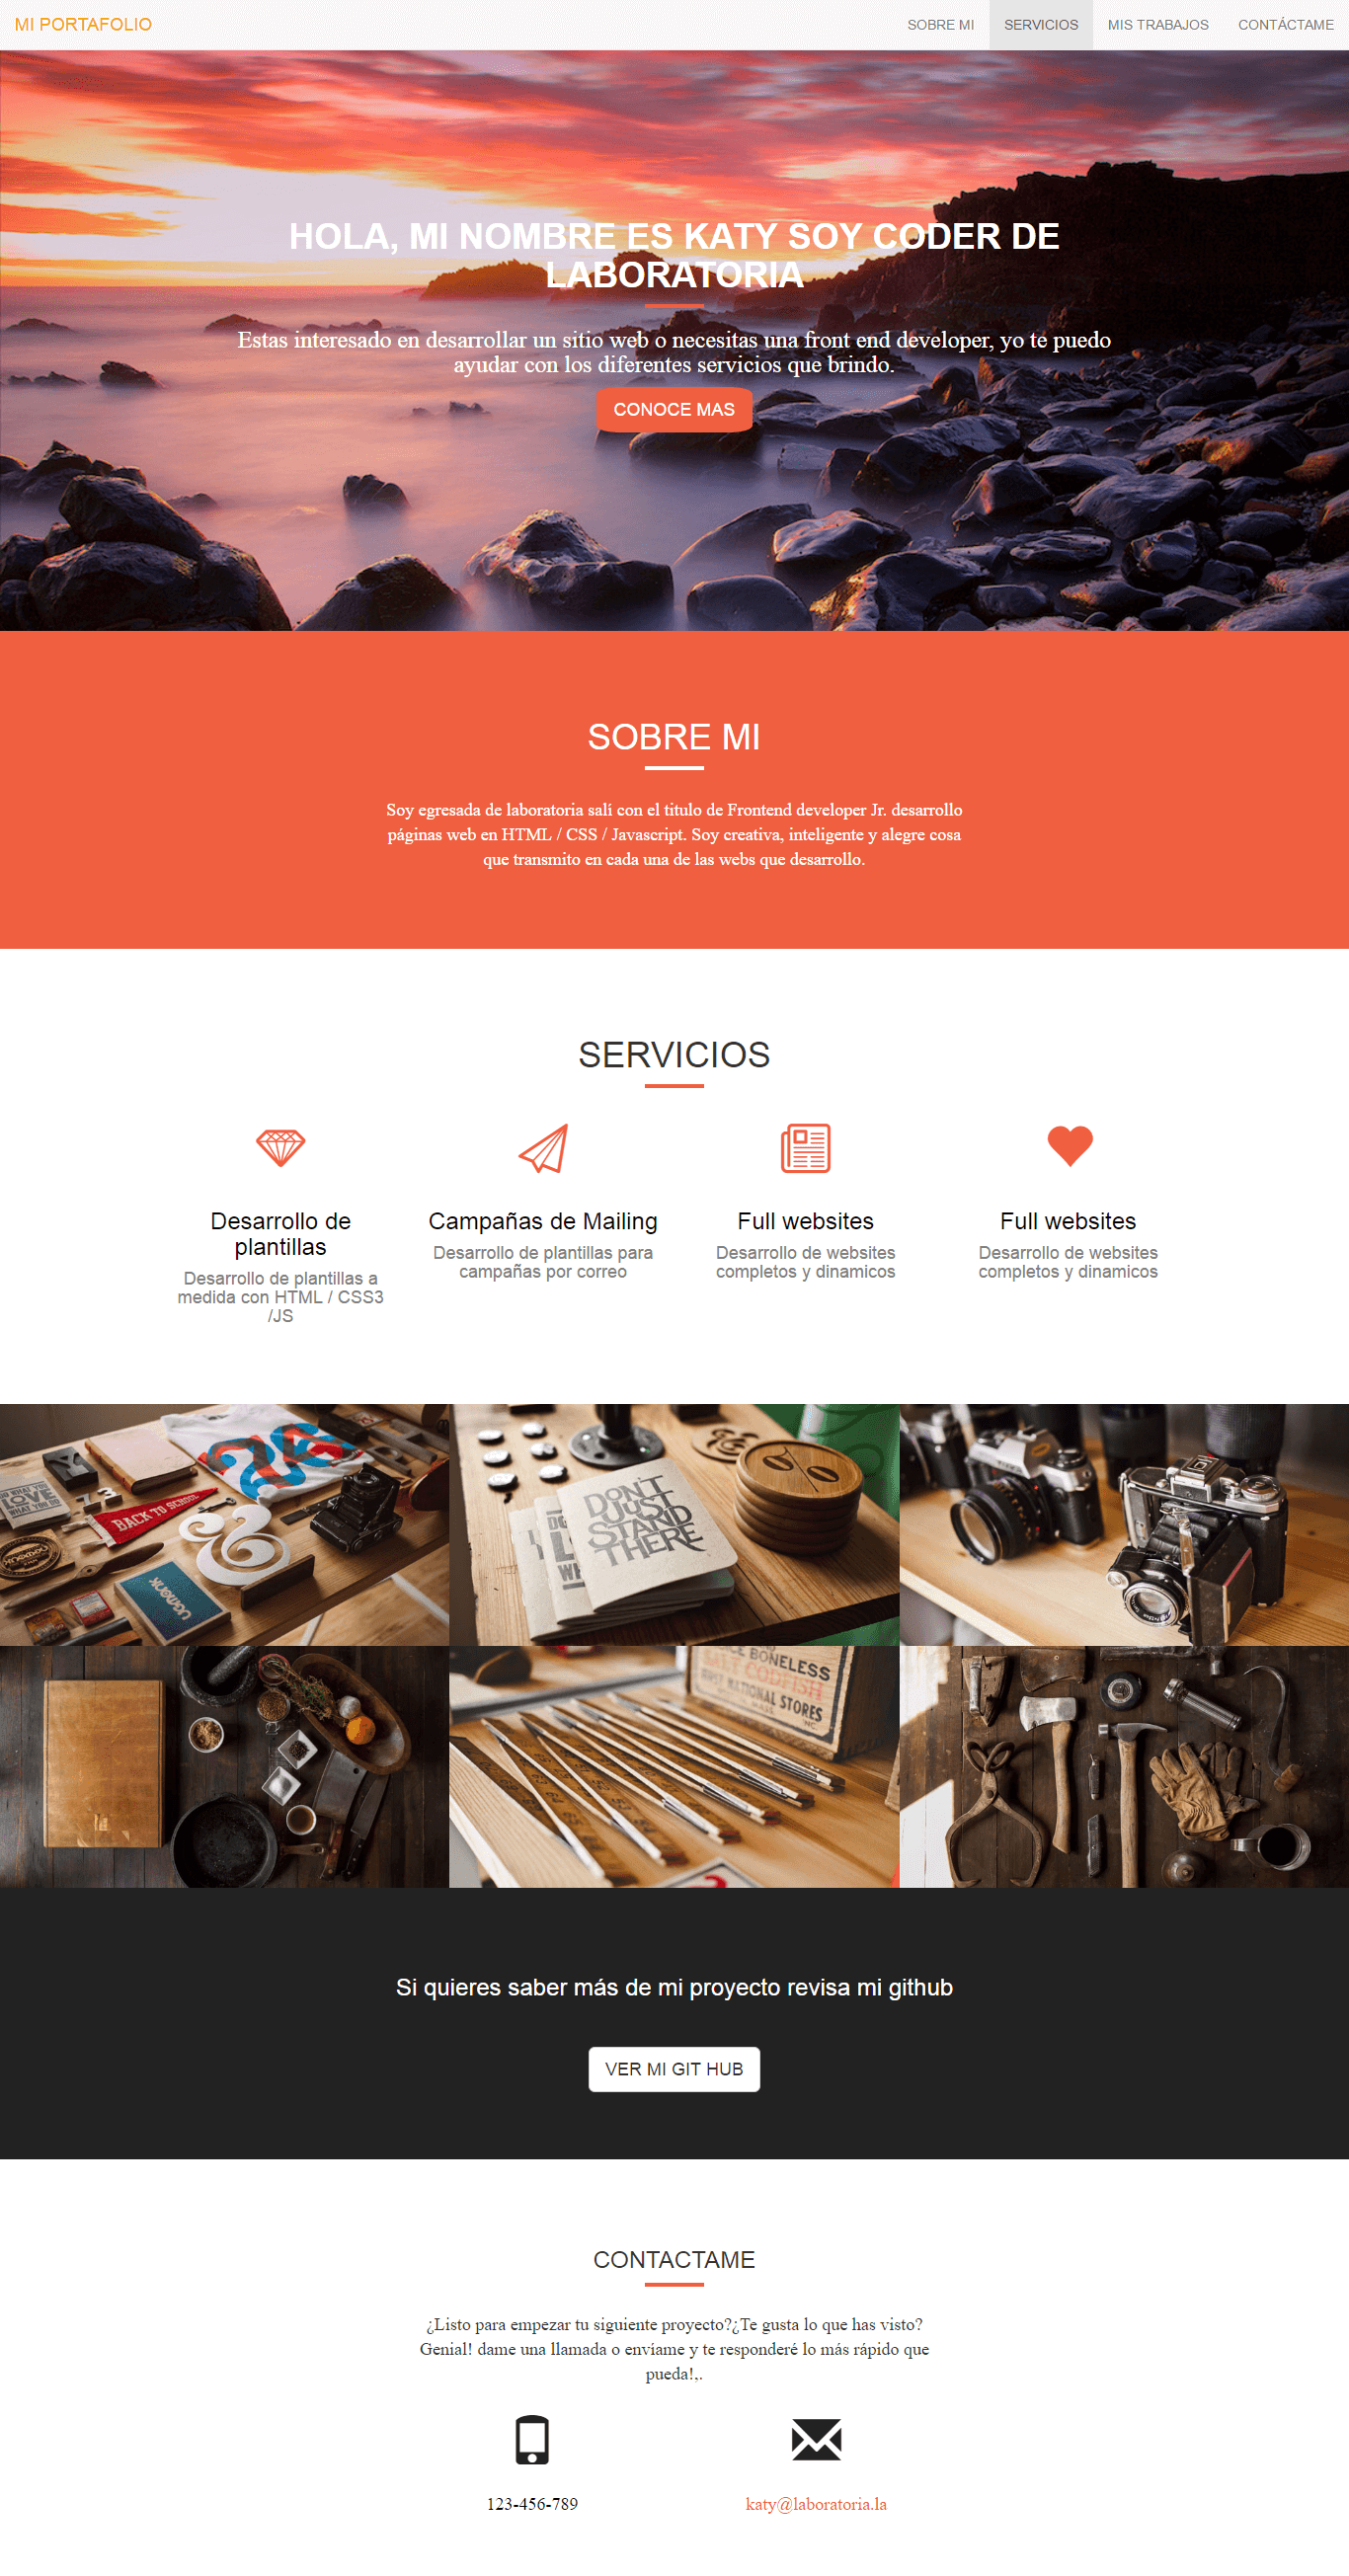 MI PORTAFOLIO
SOBRE MI SERVICIOS MIS TRABAJOS CONTÁCTAME
HOLA, MI NOMBRE ES KATY SOY CODER DE
LABORATORIA
Estas interesado en desarrollar un sitio web o necesitas una front end developer, yo te puedo
ayudar con los diferentes servicios que brindo.
CONOCE MAS
SOBRE MI
Soy egresada de laboratoria salí con el titulo de Frontend developer Jr. desarrollo
páginas web en HTML / CSS / Javascript. Soy creativa, inteligente y alegre cosa
que transmito en cada una de las webs que desarrollo.
SERVICIOS
Desarrollo de
plantillas
Desarrollo de plantillas a
medida con HTML / CSS3
/JS
Campañas de Mailing
Desarrollo de plantillas para
campañas por correo
Full websites
Desarrollo de websites
completos y dinamicos
Full websites
Desarrollo de websites
completos y dinamicos
DO WHAT YOU
LOVE
WHAT YOU DO
BACK TO SCHOOL
&
DON'T
JUST
STAND
THERE
BONELESS
NATIONAL STORES
MASS.
INC.
Si quieres saber más de mi proyecto revisa mi github
VER MI GIT HUB
CONTACTAME
¿Listo para empezar tu siguiente proyecto?¿Te gusta lo que has visto?
Genial! dame una llamada o envíame y te responderé lo más rápido que
pueda!,.
123-456-789
katy@laboratoria.la